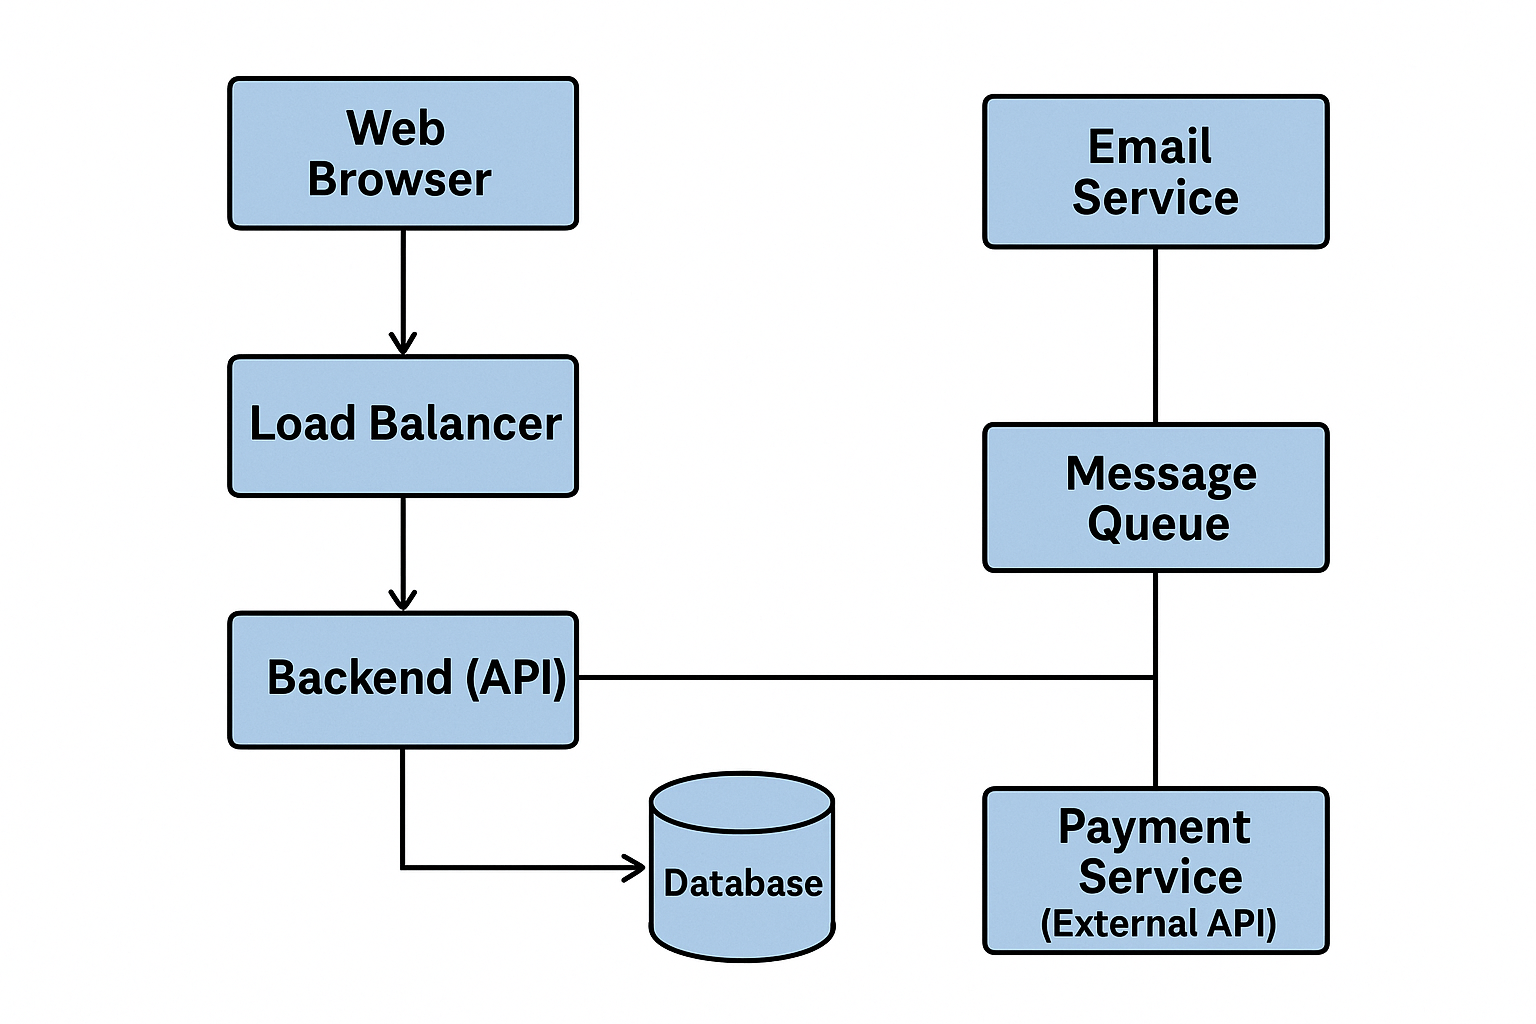 Web
Browser
Load Balancer
Backend (API)
Database
Email
Service
Message
Queue
Payment
Service
(External API)